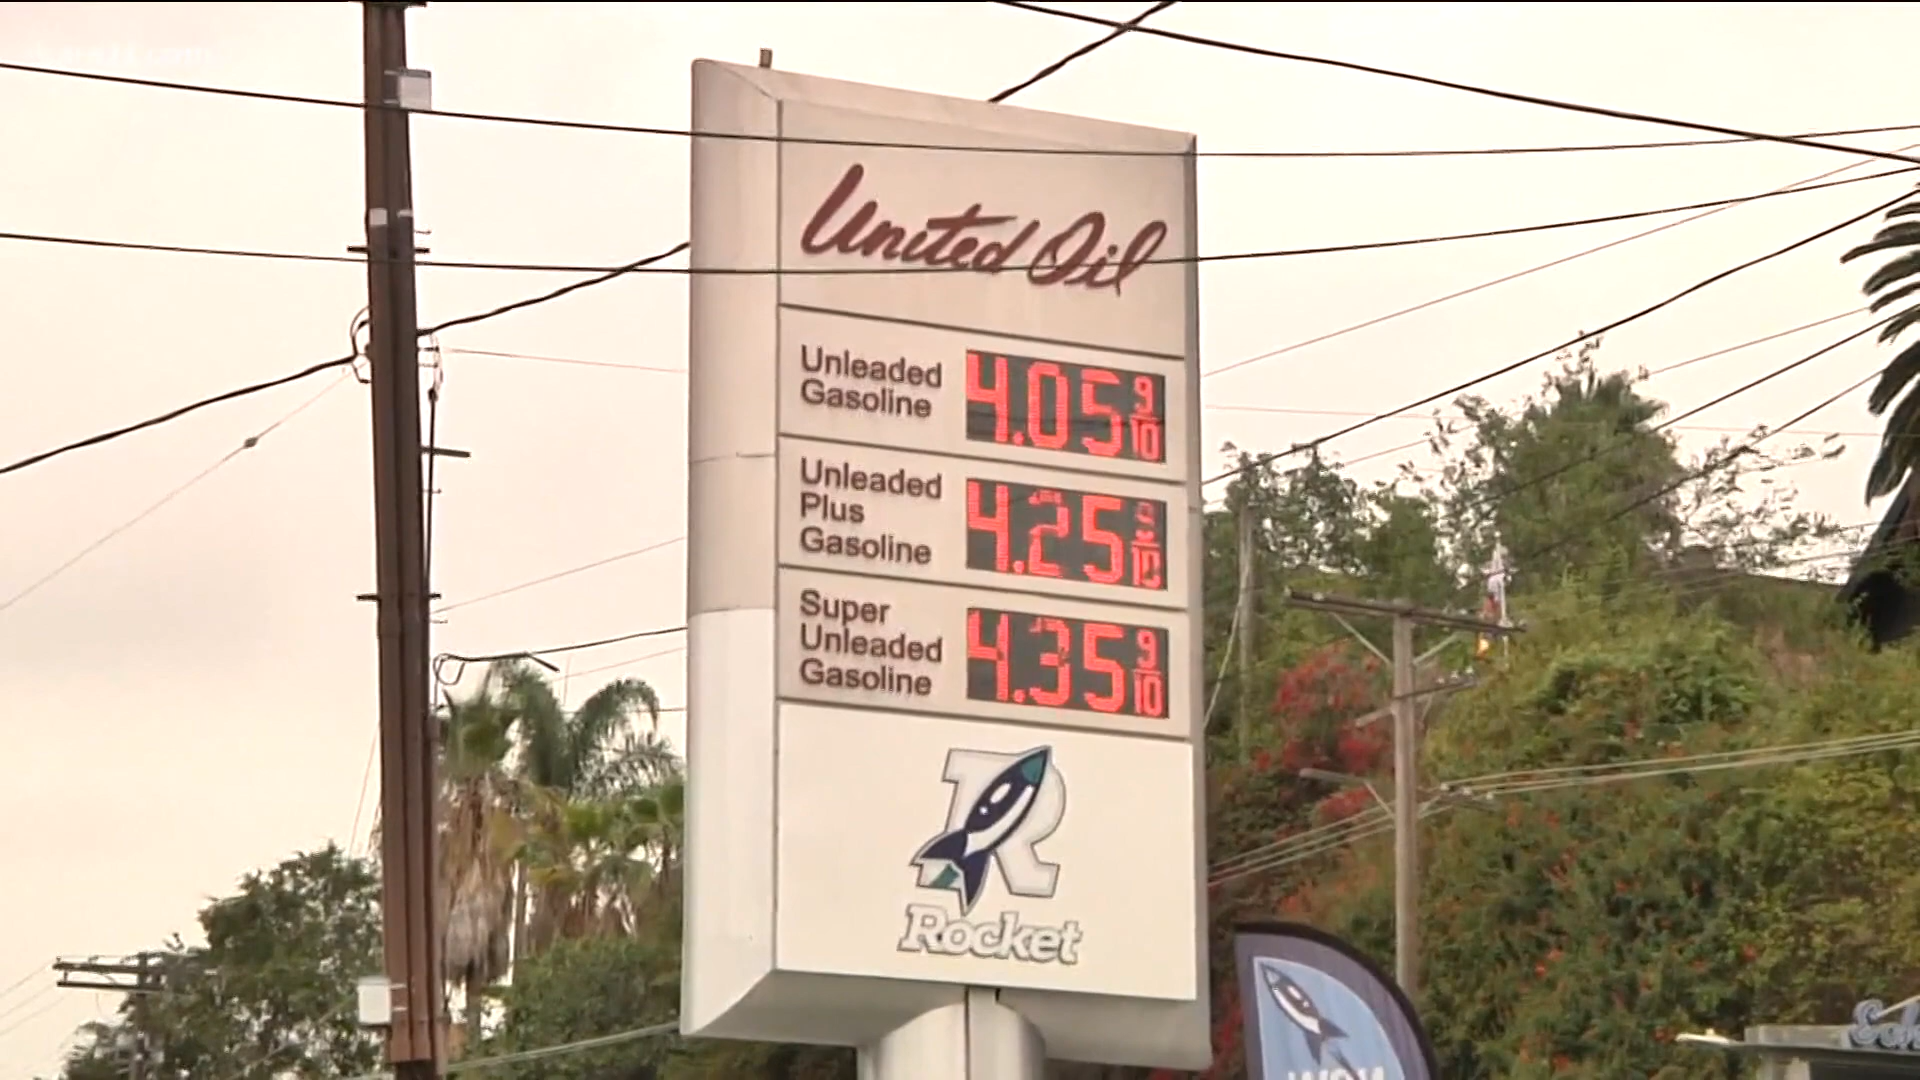 United Oil
Unleaded
Gasoline
4.05 9/10
Unleaded
Plus
Gasoline
4.25 9/10
Super
Unleaded
Gasoline
4.35 9/10
R
Rocket